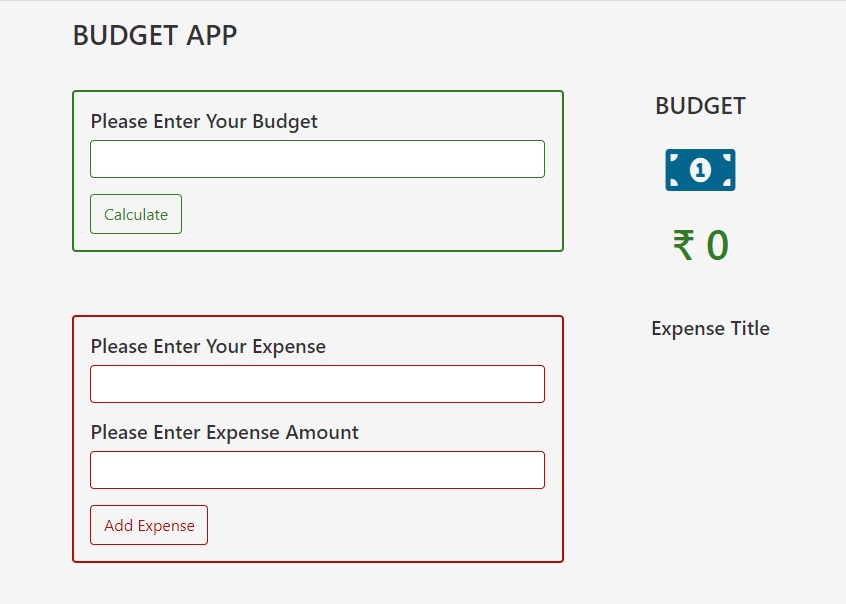 BUDGET APP
Please Enter Your Budget
Calculate
BUDGET
1
₹ 0
Please Enter Your Expense
Please Enter Expense Amount
Add Expense
Expense Title